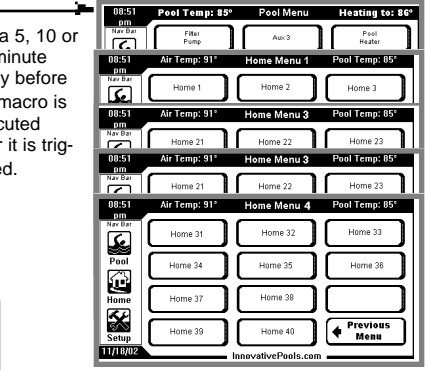 a 5, 10 or
minute
y before
macro is
cuted
it is trig-
ed.
08:51 pm Pool Temp: 85° Pool Menu Heating to: 86°
Nav Bar
Filter Pump
Aux 3
Pool Heater
08:51 pm Air Temp: 91° Home Menu 1 Pool Temp: 85°
Nav Bar
Home 1 Home 2 Home 3
08:51 pm Air Temp: 91° Home Menu 3 Pool Temp: 85°
Nav Bar
Home 21 Home 22 Home 23
08:51 pm Air Temp: 91° Home Menu 3 Pool Temp: 85°
Nav Bar
Home 21 Home 22 Home 23
08:51 pm Air Temp: 91° Home Menu 4 Pool Temp: 85°
Nav Bar
Home 31 Home 32 Home 33
Pool
Home 34 Home 35 Home 36
Home
Home 37 Home 38
Setup
Home 39 Home 40 Previous Menu
11/18/02 InnovativePools.com